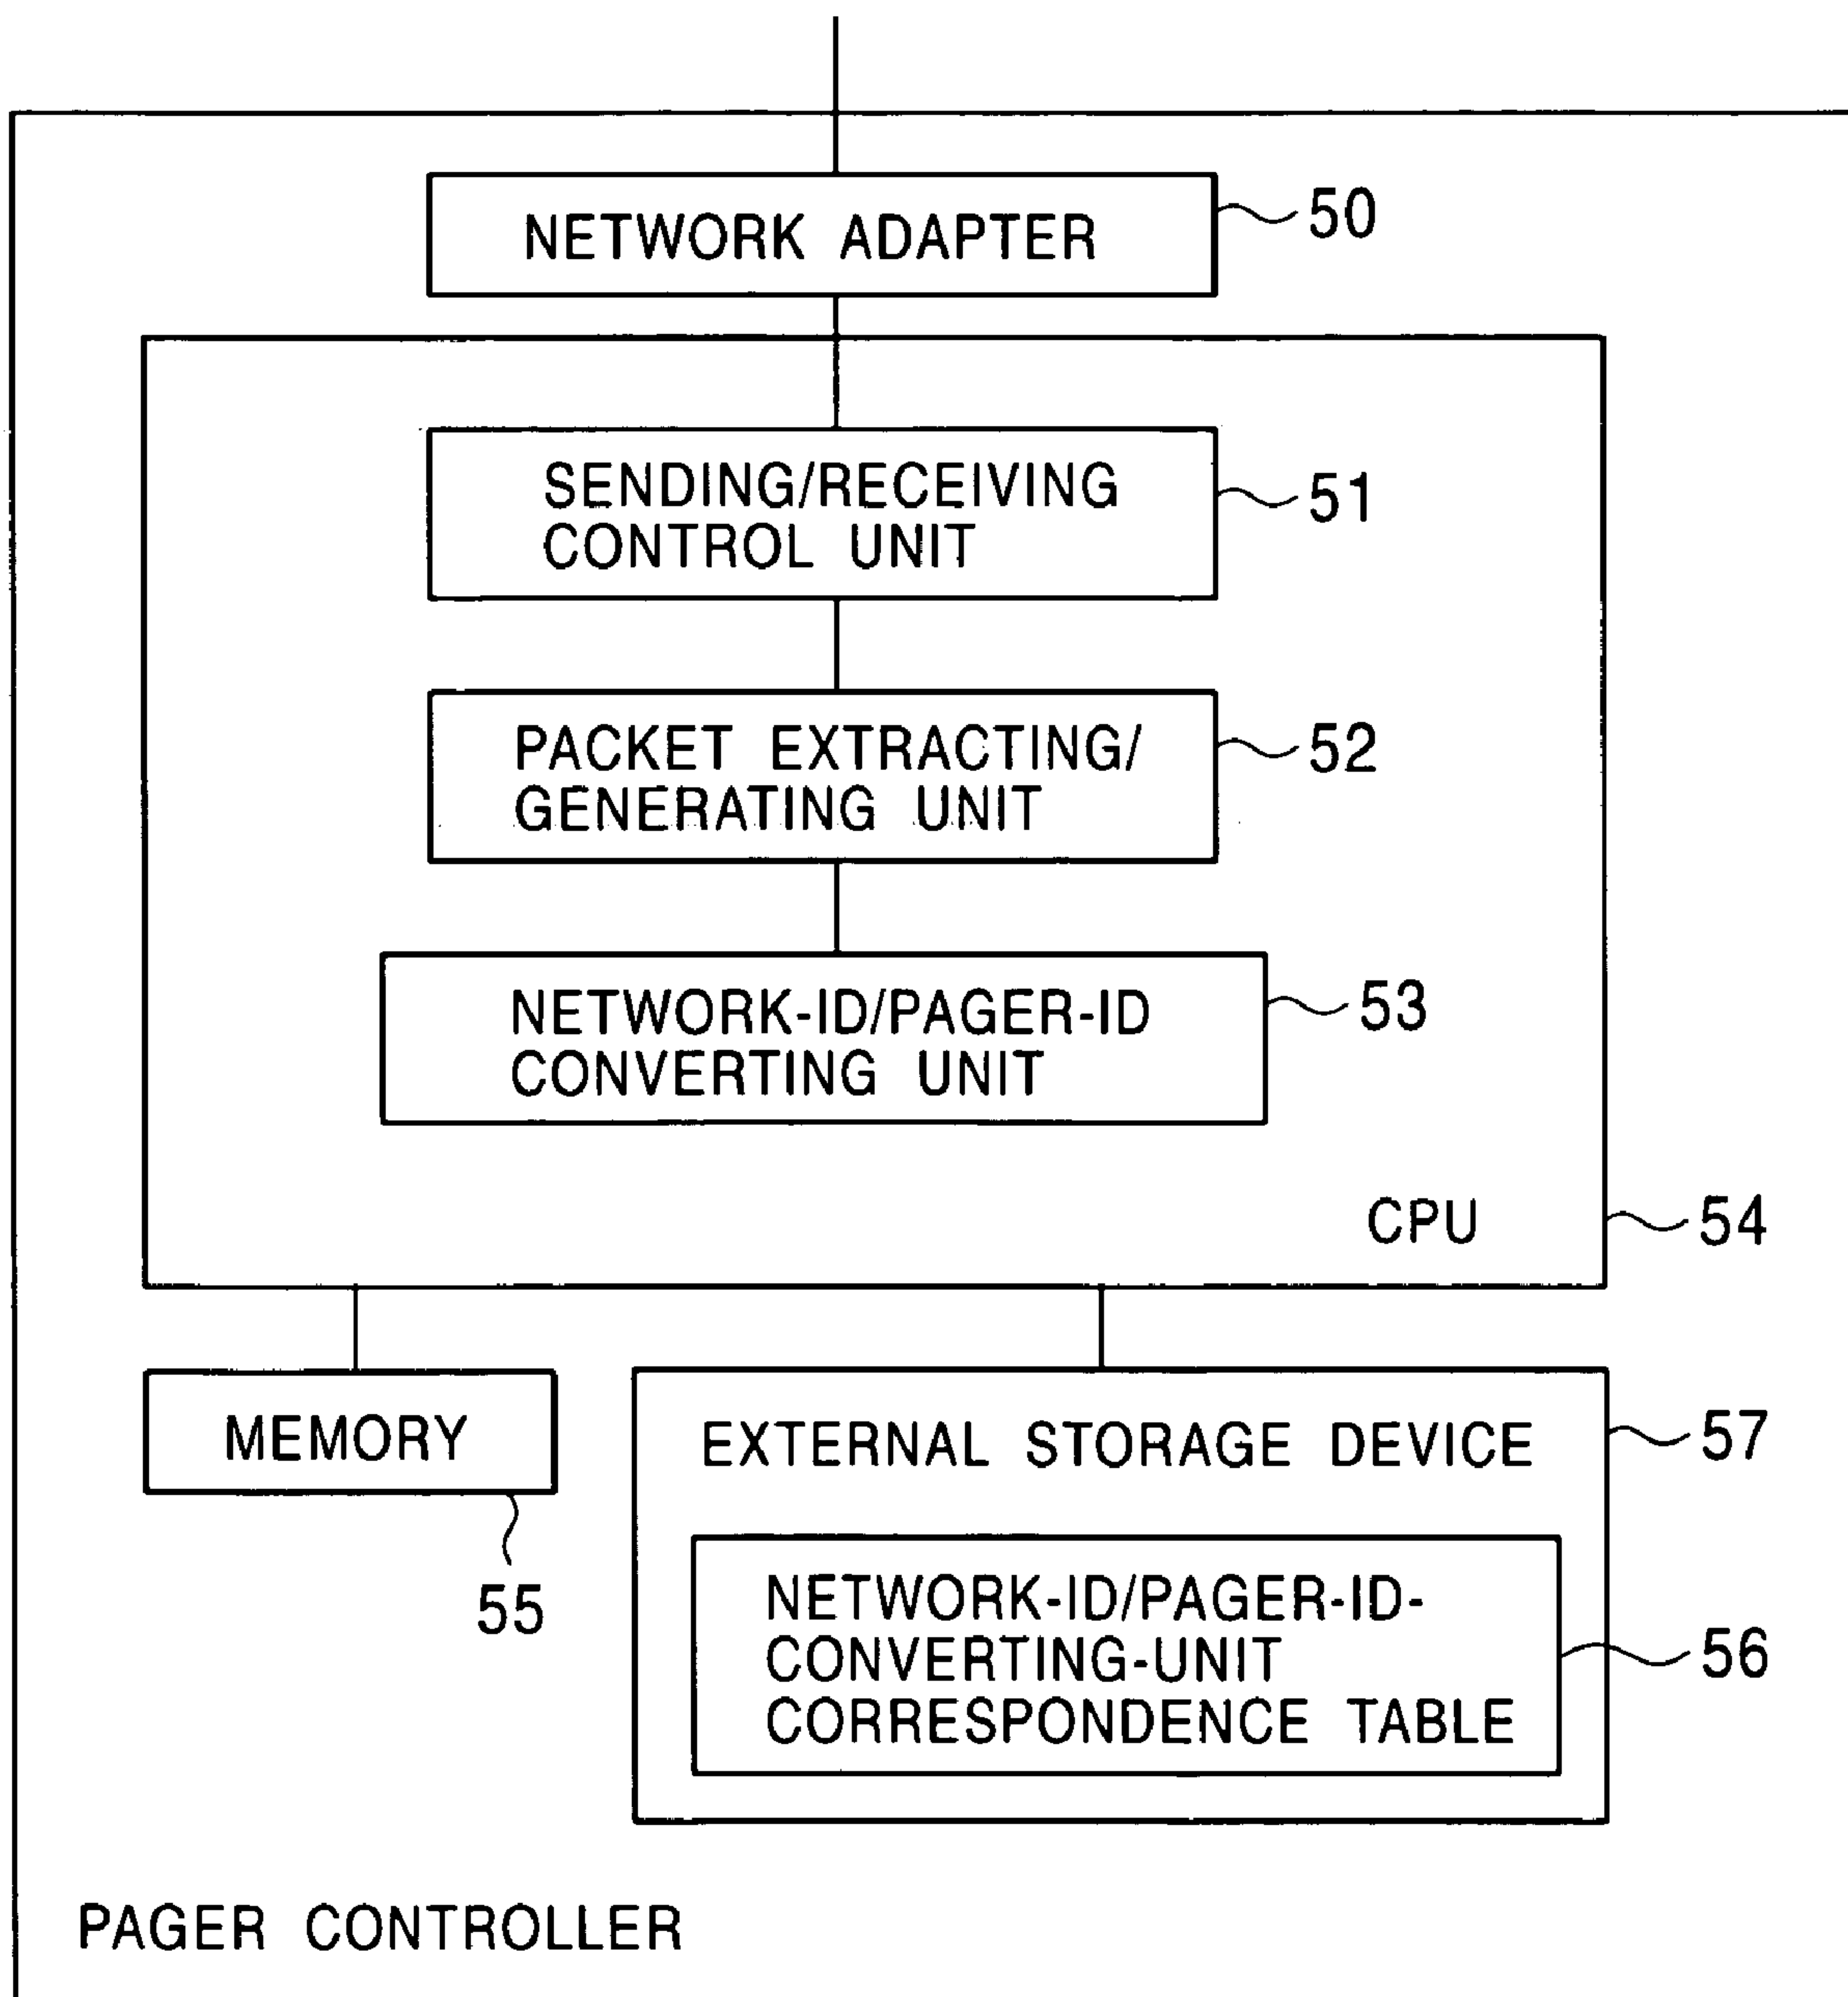 NETWORK ADAPTER
50
SENDING/RECEIVING
CONTROL UNIT
51
PACKET EXTRACTING/
GENERATING UNIT
52
NETWORK-ID/PAGER-ID
CONVERTING UNIT
53
CPU
54
MEMORY
55
EXTERNAL STORAGE DEVICE
57
NETWORK-ID/PAGER-ID-
CONVERTING-UNIT
CORRESPONDENCE TABLE
56
PAGER CONTROLLER